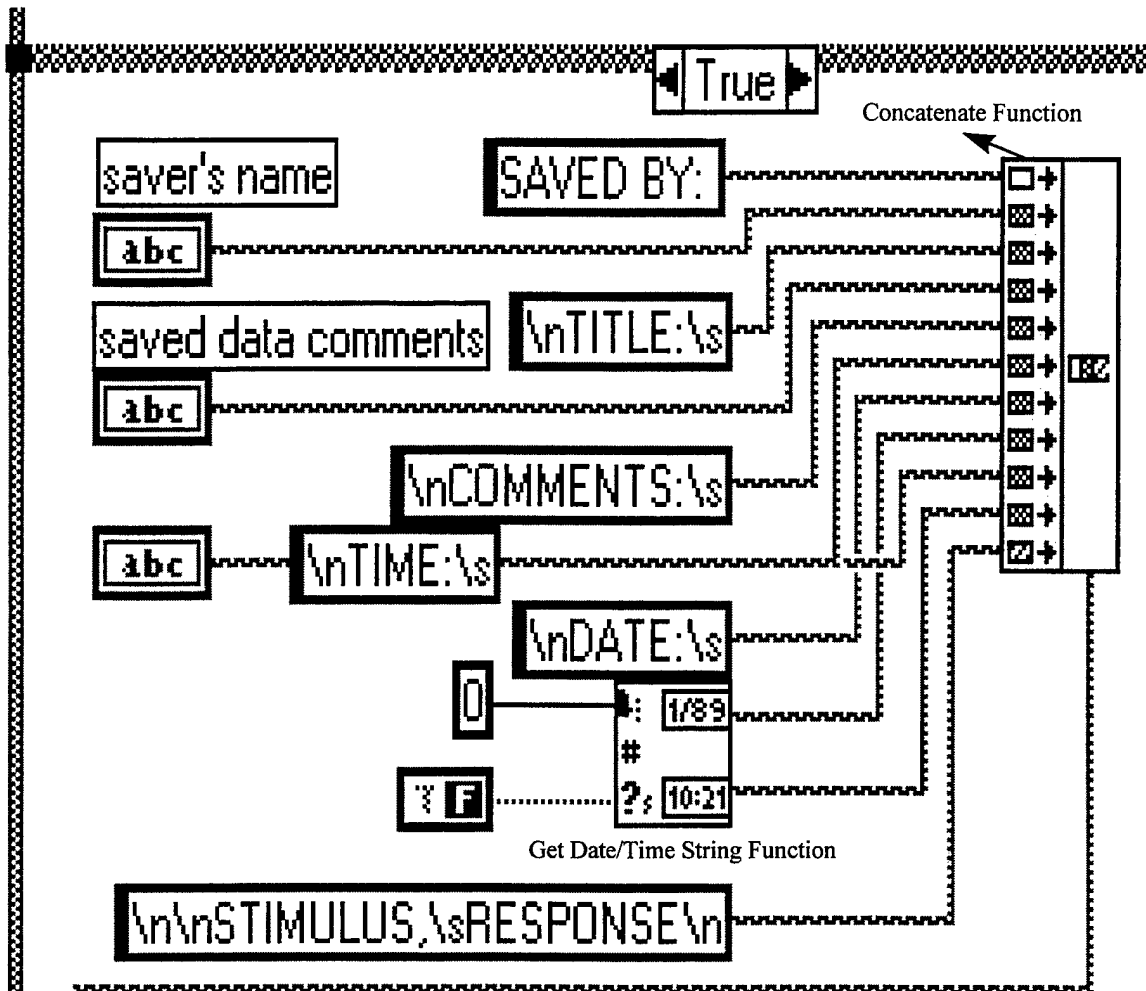 True
Concatenate Function
saver's name
SAVED BY:
abc
saved data comments
\nTITLE:\s
abc
\nCOMMENTS:\s
abc
\nTIME:\s
\nDATE:\s
0
1/89
#
F
?
10:21
Get Date/Time String Function
\n\nSTIMULUS,\sRESPONSE\n